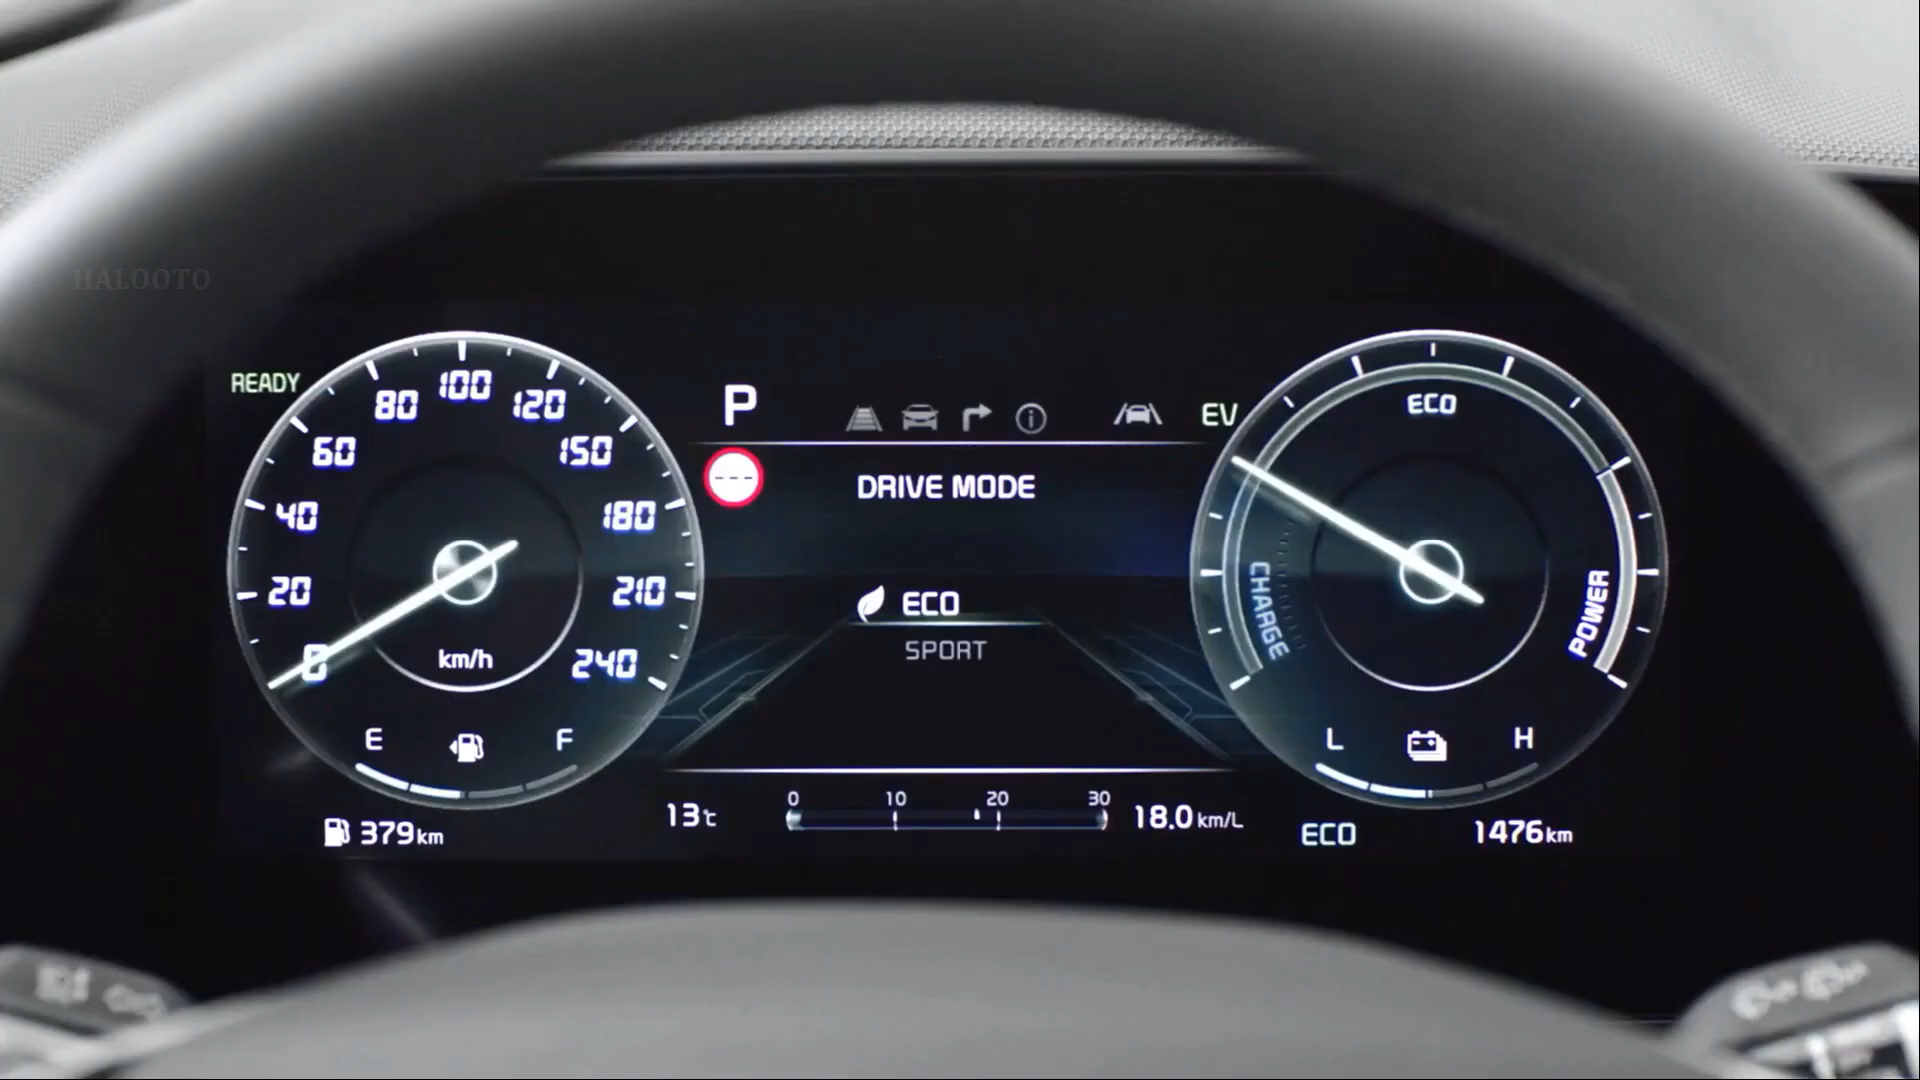 HALOOTO
READY
0
20
40
60
80
100
120
150
180
210
240
km/h
E
F
379km
P
---
i
DRIVE MODE
ECO
SPORT
13℃
0 10 20 30
18.0km/L
EV
ECO
CHARGE
POWER
L
H
ECO
1476km